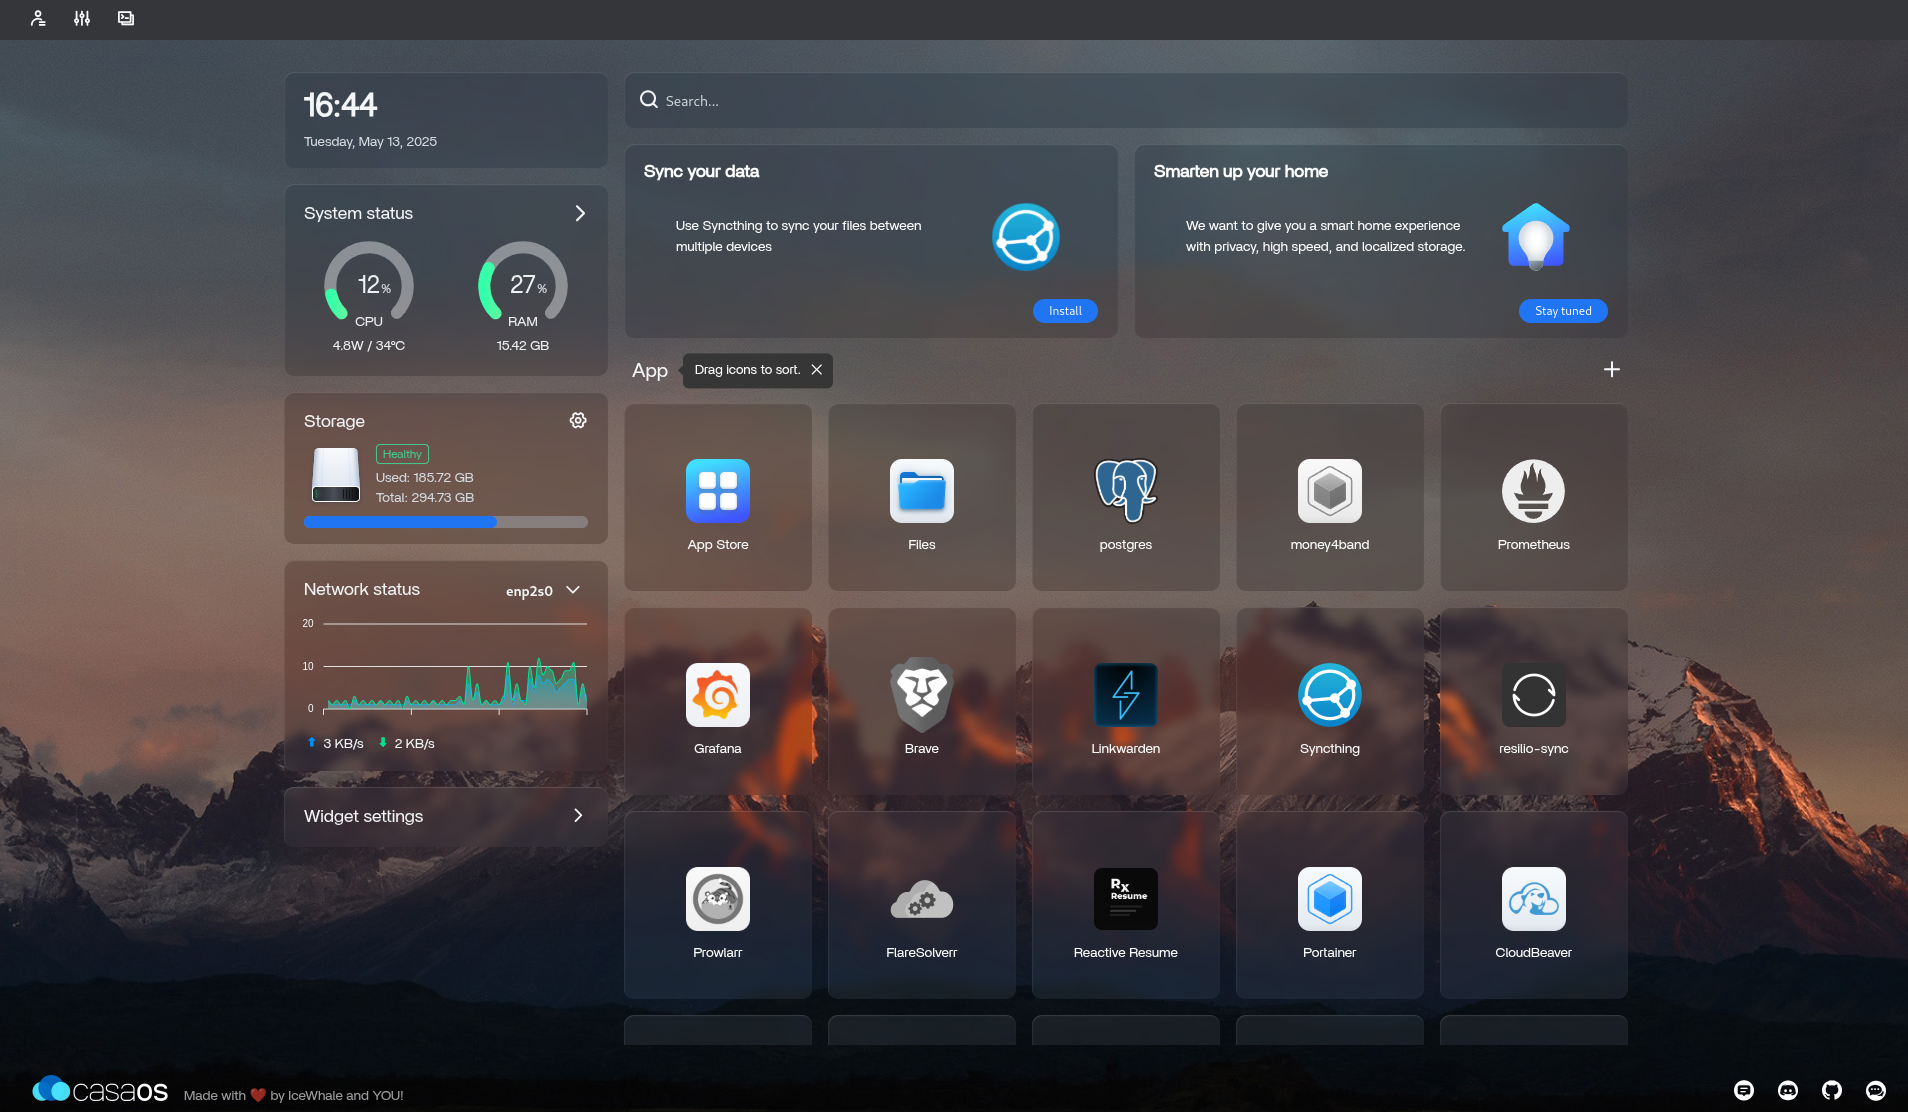 16:44
Tuesday, May 13, 2025
System status
12%
CPU
4.8W / 34°C
27%
RAM
15.42 GB
Storage
Healthy
Used: 185.72 GB
Total: 294.73 GB
Network status
enp2s0
20
10
0
3 KB/s
2 KB/s
Widget settings
Search...
Sync your data
Use Syncthing to sync your files between
multiple devices
Install
Smarten up your home
We want to give you a smart home experience
with privacy, high speed, and localized storage.
Stay tuned
App
Drag icons to sort.
App Store
Files
postgres
money4band
Prometheus
Grafana
Brave
Linkwarden
Syncthing
resilio-sync
Rx
Resume
Prowlarr
FlareSolverr
Reactive Resume
Portainer
CloudBeaver
casaOS
Made with ❤️ by IceWhale and YOU!